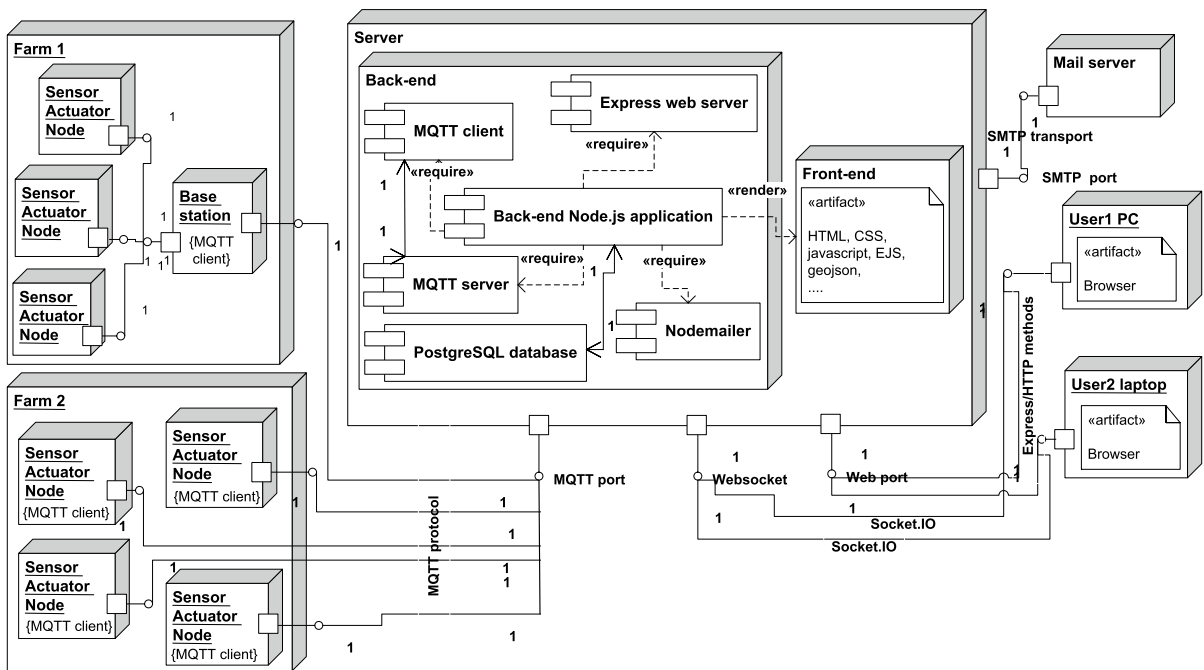 Farm 1
Sensor
Actuator
Node
1
Sensor
Actuator
Node
Sensor
Actuator
Node
1
1
1
1
1
1
Base
station
{MQTT
client}
1
Farm 2
Sensor
Actuator
Node
{MQTT client}
1
Sensor
Actuator
Node
{MQTT client}
1
Sensor
Actuator
Node
{MQTT client}
1
Sensor
Actuator
Node
{MQTT client}
1
MQTT protocol
1
1
1
1
1
Server
Back-end
MQTT client
Express web server
«require»
«require»
1
1
Back-end Node.js application
«render»
«require»
«require»
1
1
MQTT server
Nodemailer
PostgreSQL database
Front-end
«artifact»
HTML, CSS,
javascript, EJS,
geojson,
....
MQTT port
1
Websocket
1
Web port
1
1
1
Socket.IO
Socket.IO
Express/HTTP methods
1
1
Mail server
1
SMTP transport
1
SMTP port
User1 PC
«artifact»
Browser
User2 laptop
«artifact»
Browser